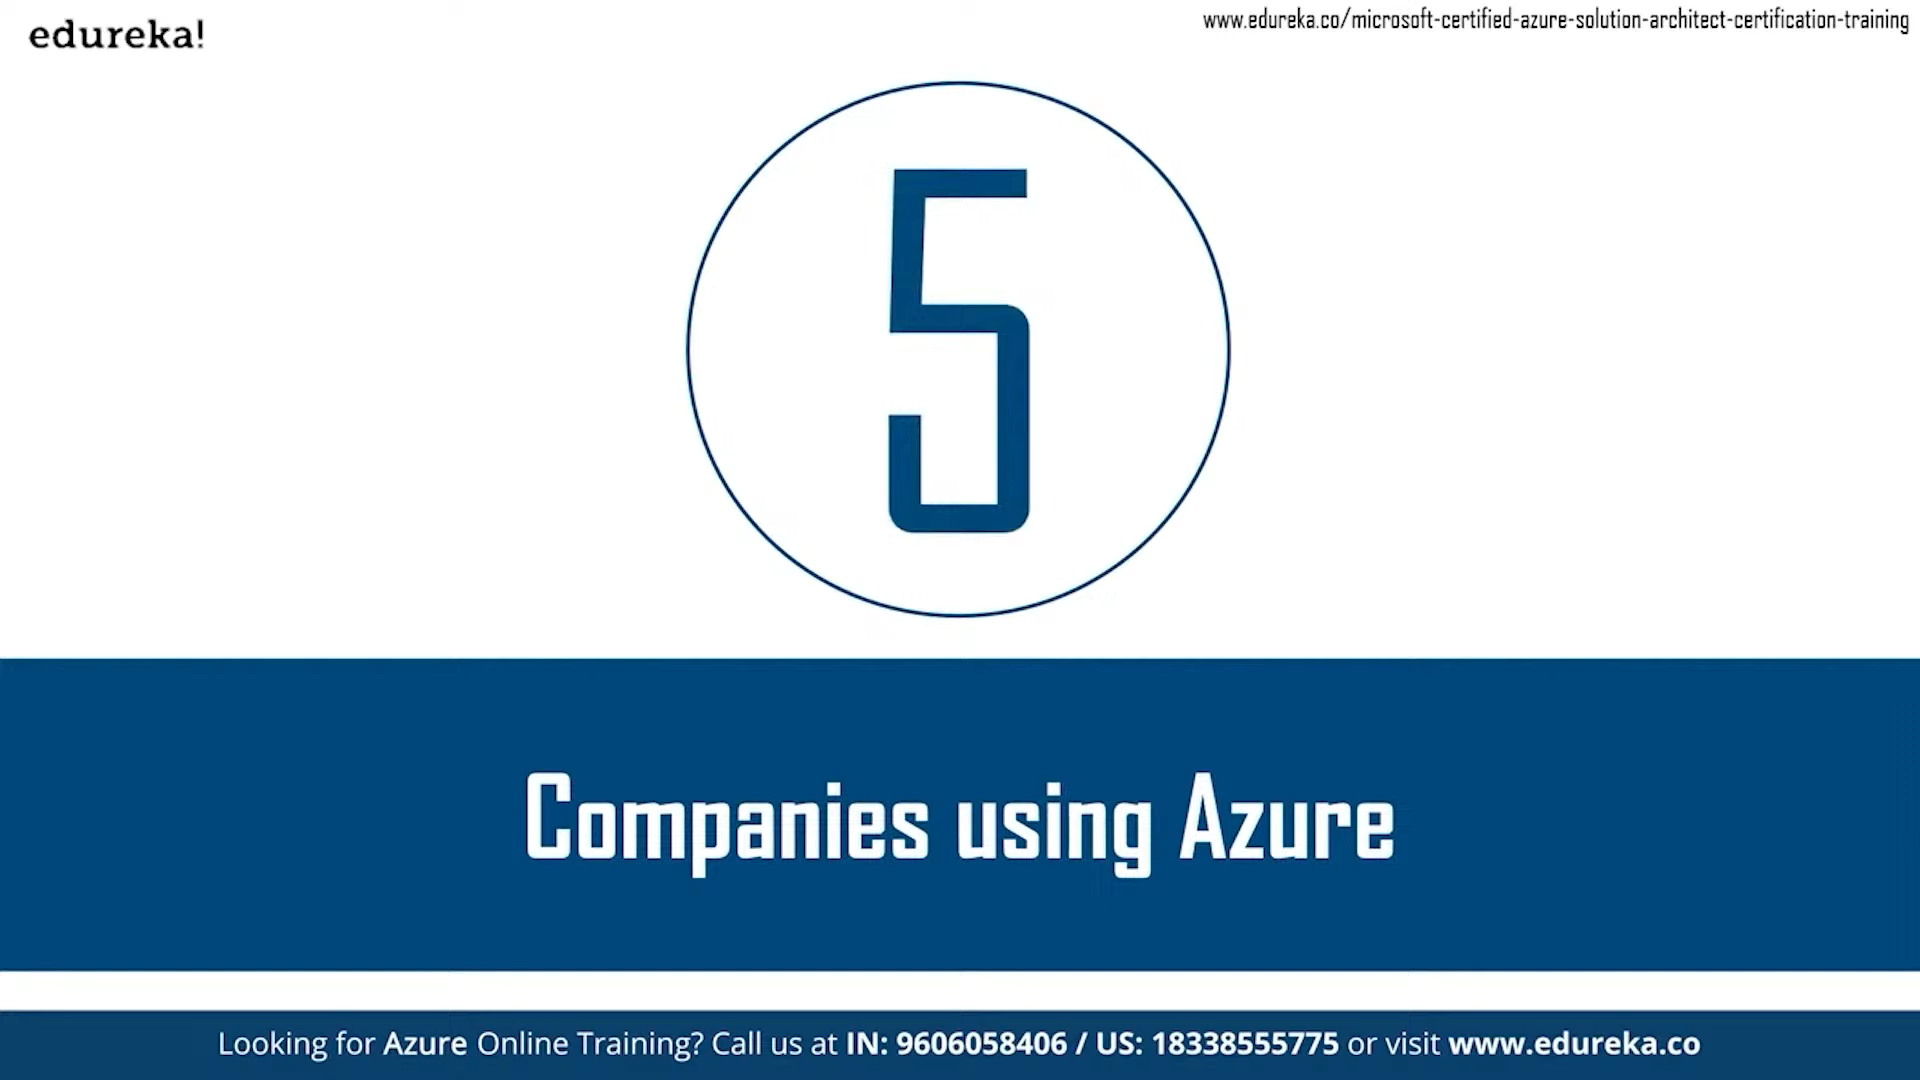 edureka!
www.edureka.co/microsoft-certified-azure-solution-architect-certification-training
5
Companies using Azure
Looking for Azure Online Training? Call us at IN: 9606058406 / US: 18338555775 or visit www.edureka.co